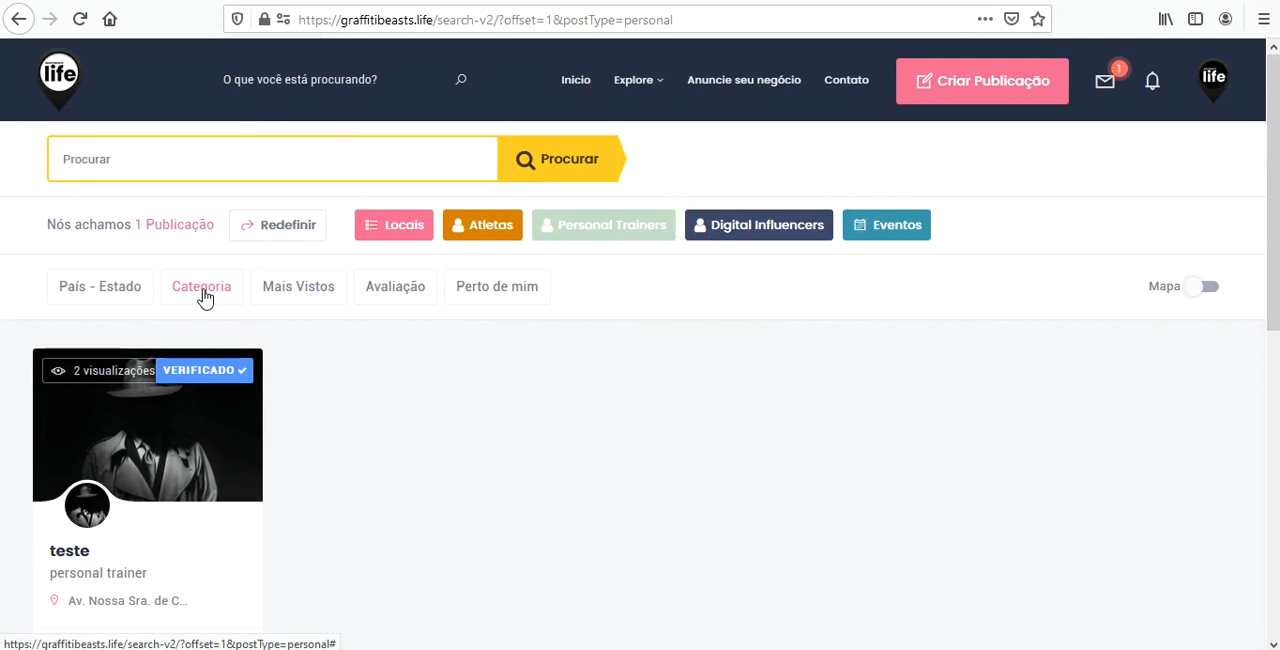 https://graffitibeasts.life/search-v2/?offset=1&postType=personal
life
O que você está procurando?
Inicio
Explore
Anuncie seu negócio
Contato
Criar Publicação
1
life
Procurar
Procurar
Nós achamos 1 Publicação
Redefinir
Locais
Atletas
Personal Trainers
Digital Influencers
Eventos
País - Estado
Categoria
Mais Vistos
Avaliação
Perto de mim
Mapa
2 visualizações
VERIFICADO
teste
personal trainer
Av. Nossa Sra. de C...
https://graffitibeasts.life/search-v2/?offset=1&postType=personal#